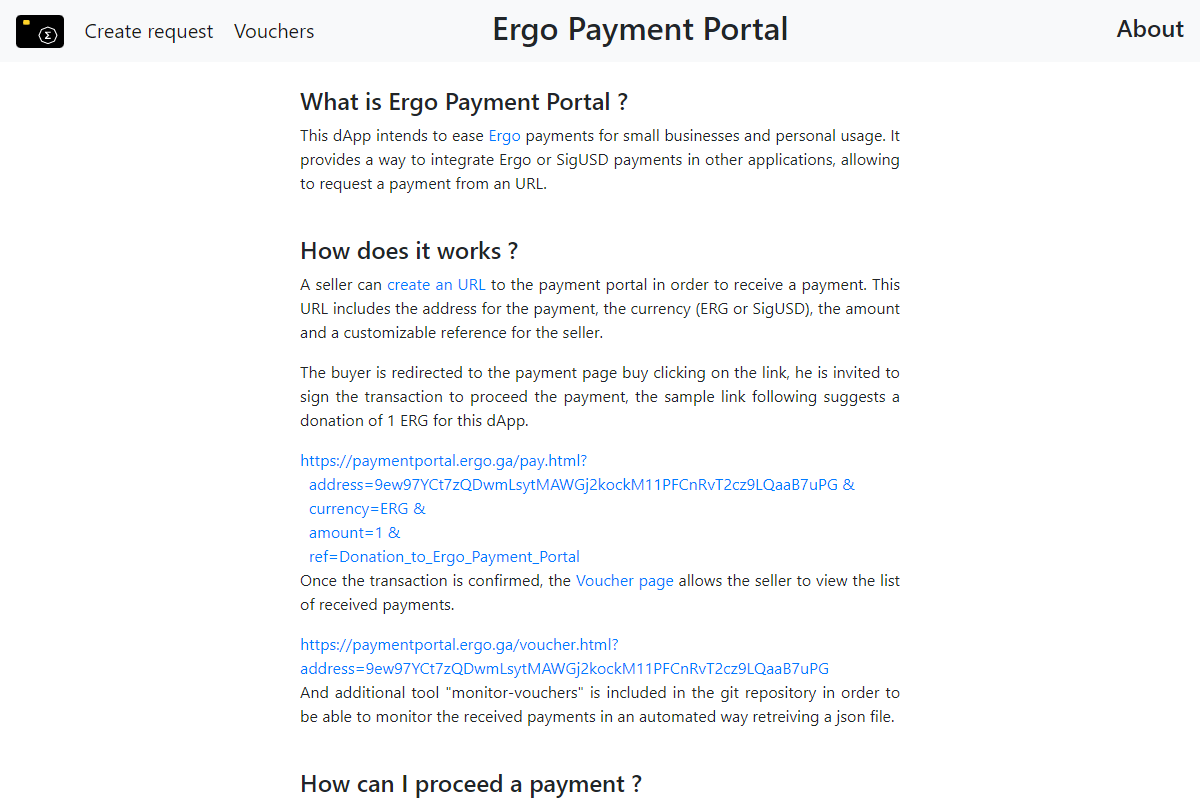 Σ
Create request
Vouchers
Ergo Payment Portal
About
What is Ergo Payment Portal ?
This dApp intends to ease Ergo payments for small businesses and personal usage. It
provides a way to integrate Ergo or SigUSD payments in other applications, allowing
to request a payment from an URL.
How does it works ?
A seller can create an URL to the payment portal in order to receive a payment. This
URL includes the address for the payment, the currency (ERG or SigUSD), the amount
and a customizable reference for the seller.
The buyer is redirected to the payment page buy clicking on the link, he is invited to
sign the transaction to proceed the payment, the sample link following suggests a
donation of 1 ERG for this dApp.
https://paymentportal.ergo.ga/pay.html?
address=9ew97YCt7zQDwmLsytMAWGj2kockM11PFCnRvT2cz9LQaaB7uPG &
currency=ERG &
amount=1 &
ref=Donation_to_Ergo_Payment_Portal
Once the transaction is confirmed, the Voucher page allows the seller to view the list
of received payments.
https://paymentportal.ergo.ga/voucher.html?
address=9ew97YCt7zQDwmLsytMAWGj2kockM11PFCnRvT2cz9LQaaB7uPG
And additional tool "monitor-vouchers" is included in the git repository in order to
be able to monitor the received payments in an automated way retreiving a json file.
How can I proceed a payment ?